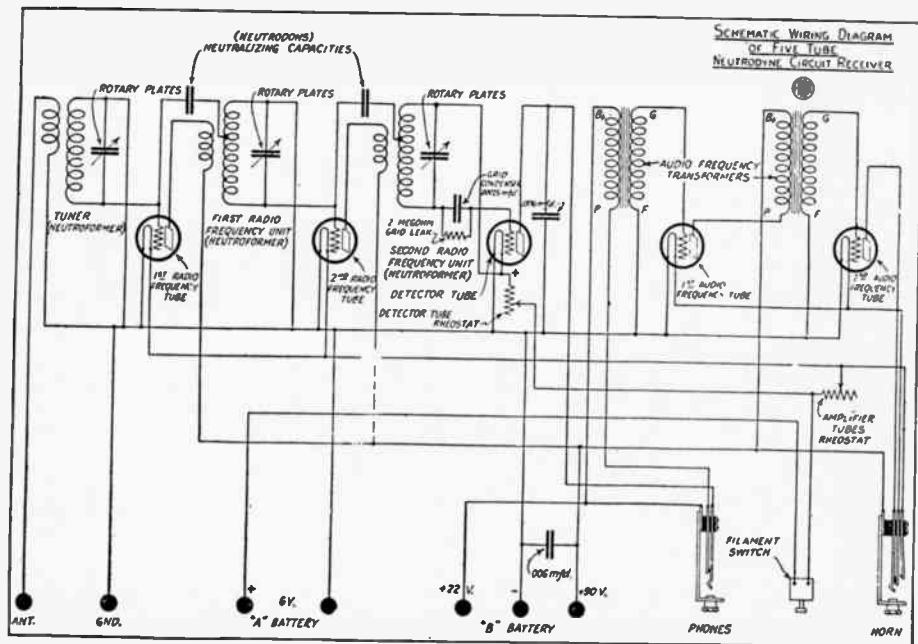 SCHEMATIC WIRING DIAGRAM
OF FIVE TUBE
NEUTRODYNE CIRCUIT RECEIVER
(NEUTRODONS)
NEUTRALIZING CAPACITIES
ROTARY PLATES
ROTARY PLATES
ROTARY PLATES
TUNER
(NEUTROFORMER)
1ST RADIO
FREQUENCY
TUBE
FIRST RADIO
FREQUENCY UNIT
(NEUTROFORMER)
2ND RADIO
FREQUENCY
TUBE
2 MEGOHM
GRID LEAK
GRID
CONDENSER
SECOND RADIO
FREQUENCY UNIT
(NEUTROFORMER)
DETECTOR TUBE
DETECTOR TUBE
RHEOSTAT
+
B+
G
P
F
AUDIO FREQUENCY
TRANSFORMERS
B+
G
P
F
1ST AUDIO
FREQUENCY TUBE
2ND AUDIO
FREQUENCY
TUBE
AMPLIFIER
TUBES
RHEOSTAT
FILAMENT
SWITCH
.006 mfd.
ANT.
GND.
+
6V.
"A" BATTERY
+22 V.
-
+90 V.
"B" BATTERY
PHONES
HORN